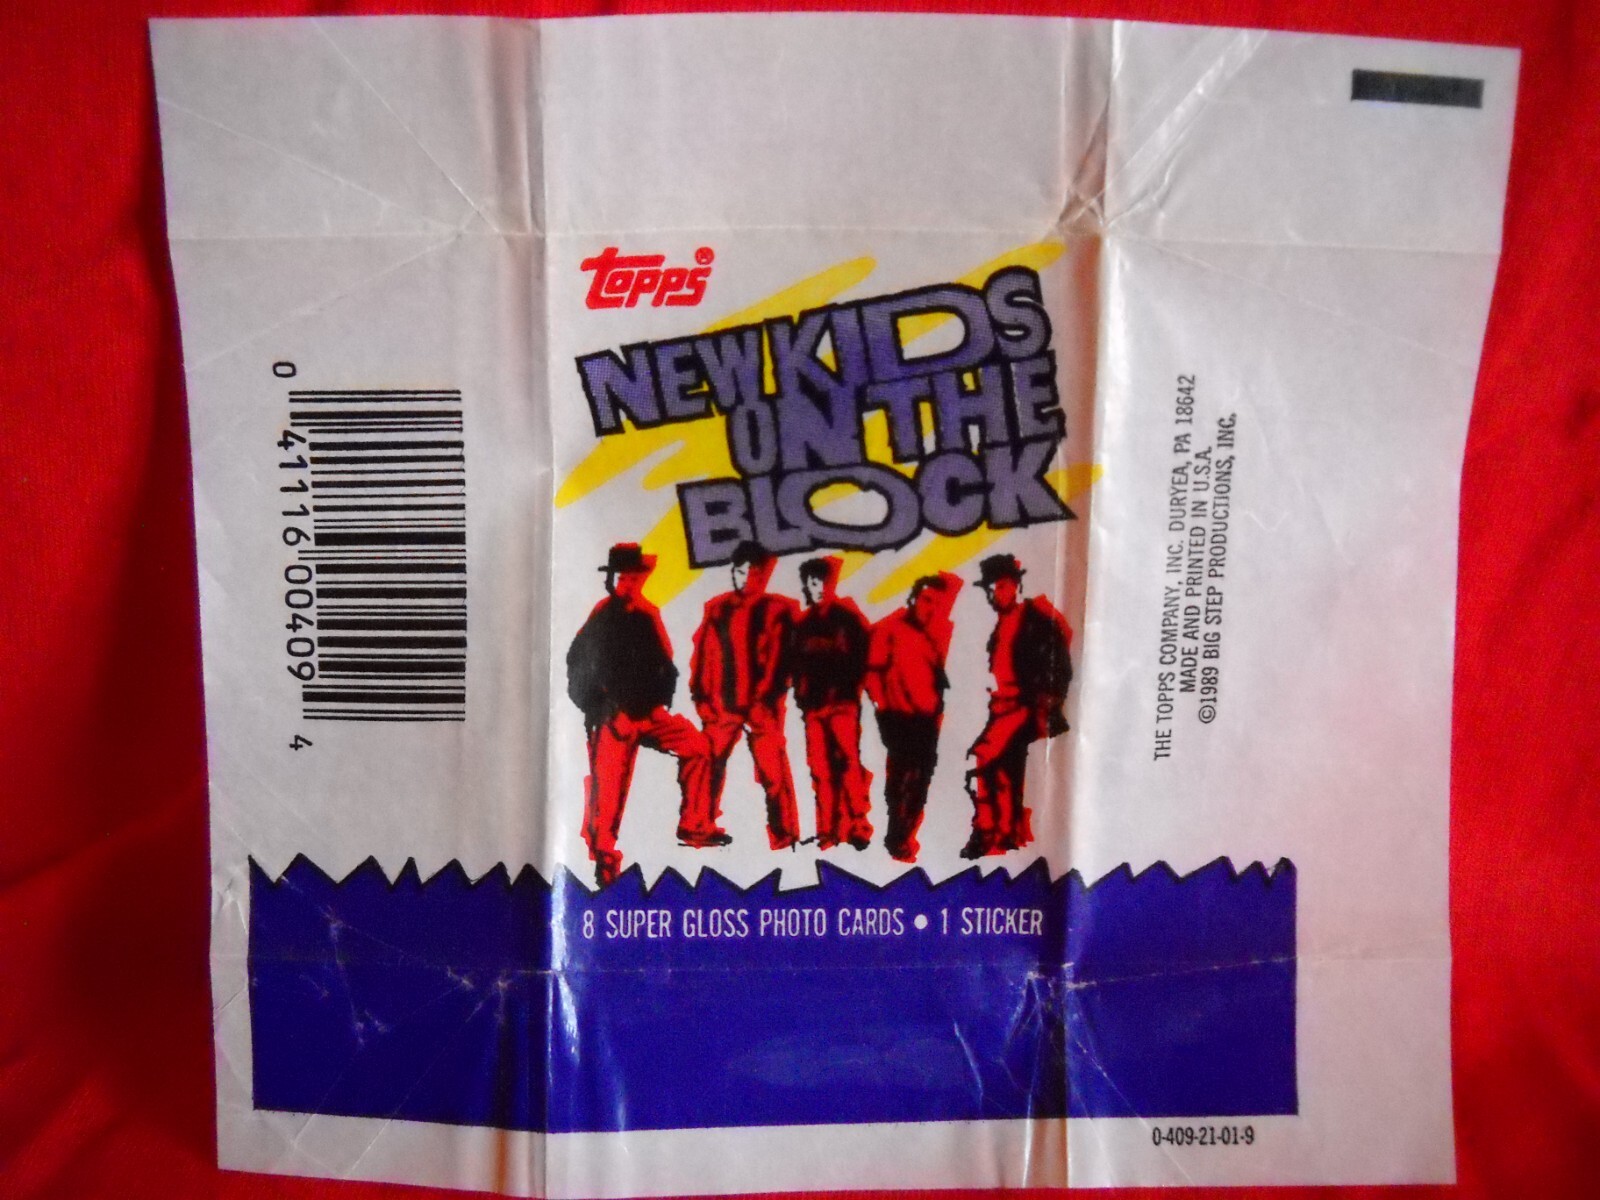 topps®
NEW KIDS
ON THE
BLOCK
8 SUPER GLOSS PHOTO CARDS • 1 STICKER
0 41116 00409 4
THE TOPPS COMPANY, INC. DURYEA, PA 18642
MADE AND PRINTED IN U.S.A.
©1989 BIG STEP PRODUCTIONS, INC.
0-409-21-01-9